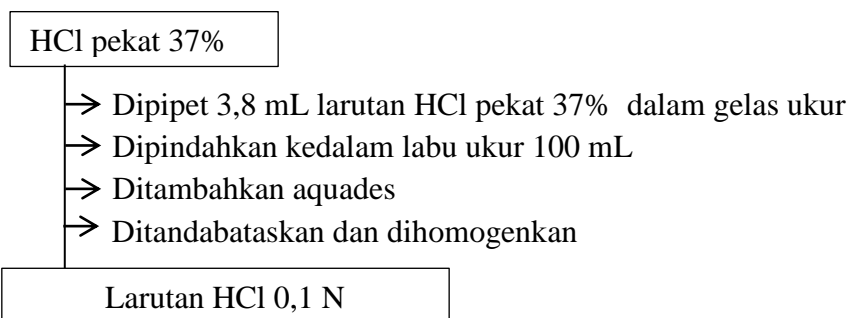 HCl pekat 37%
Dipipet 3,8 mL larutan HCl pekat 37% dalam gelas ukur
Dipindahkan kedalam labu ukur 100 mL
Ditambahkan aquades
Ditandabataskan dan dihomogenkan
Larutan HCl 0,1 N